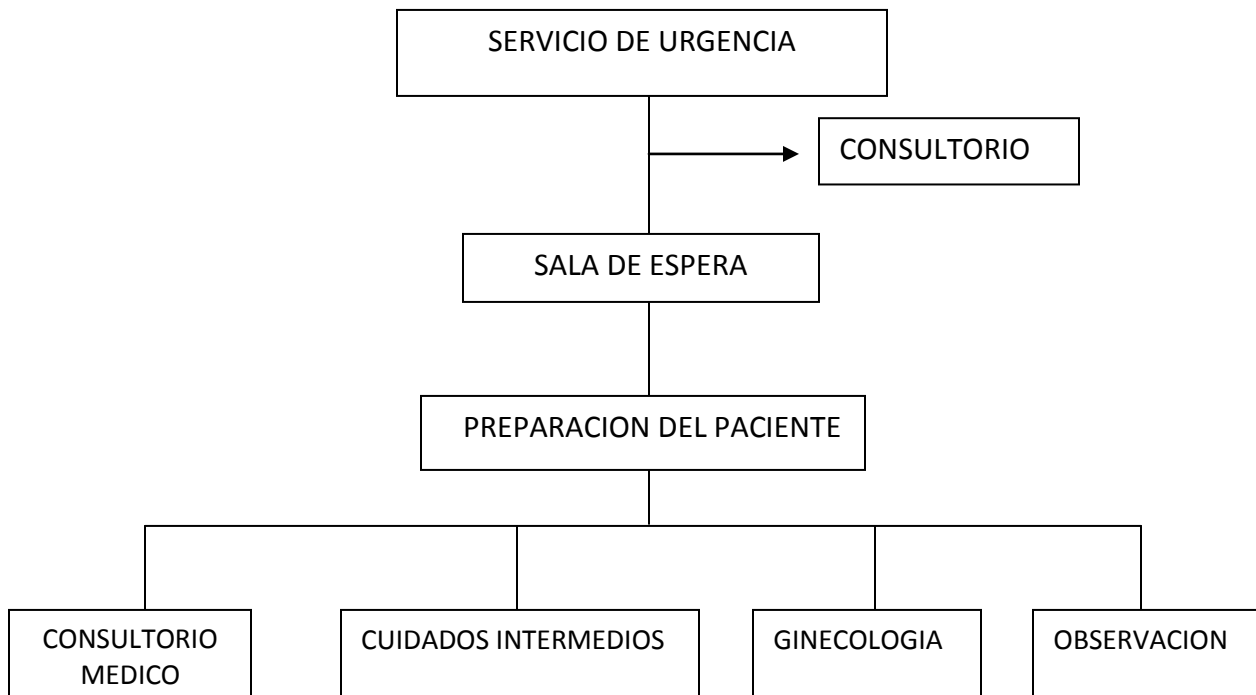 SERVICIO DE URGENCIA
CONSULTORIO
SALA DE ESPERA
PREPARACION DEL PACIENTE
CONSULTORIO
MEDICO
CUIDADOS INTERMEDIOS
GINECOLOGIA
OBSERVACION